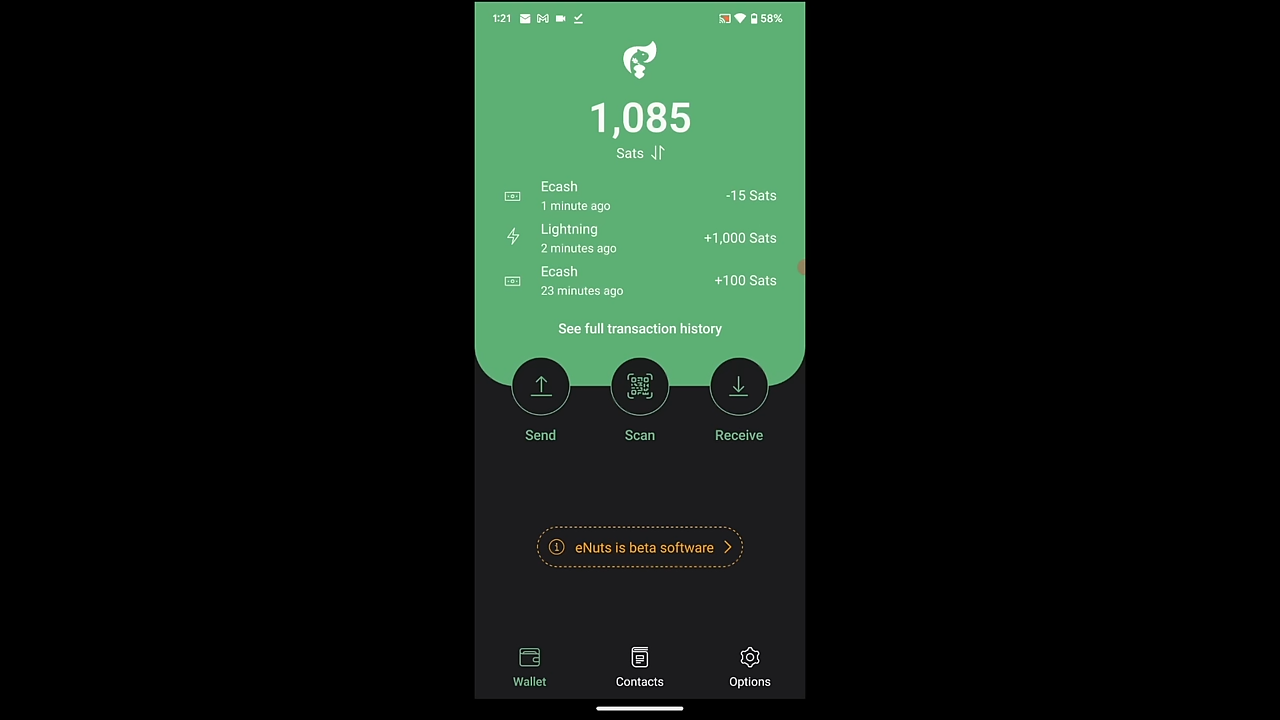 1:21
58%
1,085
Sats
Ecash
-15 Sats
1 minute ago
Lightning
+1,000 Sats
2 minutes ago
Ecash
+100 Sats
23 minutes ago
See full transaction history
Send
Scan
Receive
eNuts is beta software
Wallet
Contacts
Options